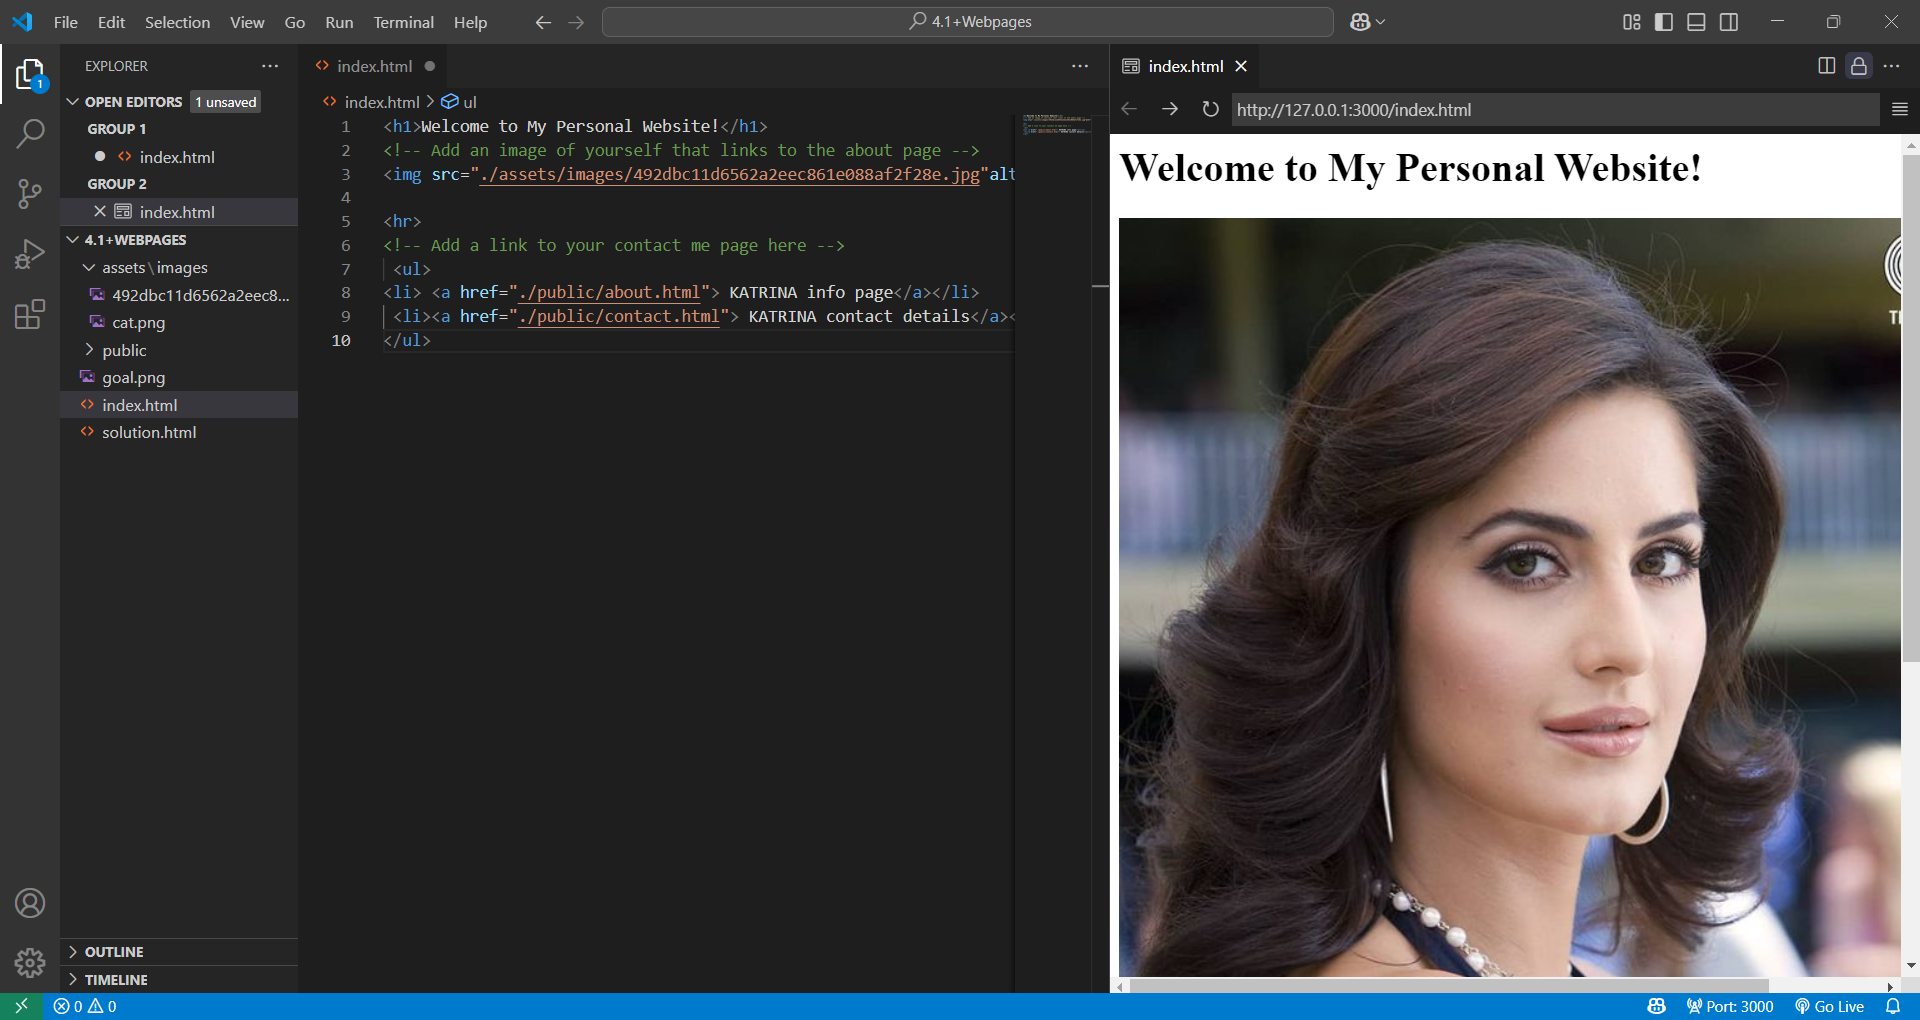 File Edit Selection View Go Run Terminal Help
4.1+Webpages
EXPLORER
OPEN EDITORS 1 unsaved
GROUP 1
index.html
GROUP 2
index.html
4.1+WEBPAGES
assets\images
492dbc11d6562a2eec8...
cat.png
public
goal.png
index.html
solution.html
OUTLINE
TIMELINE
index.html
index.html > ul
1 <h1>Welcome to My Personal Website!</h1>
2 <!-- Add an image of yourself that links to the about page -->
3 <img src="./assets/images/492dbc11d6562a2eec861e088af2f28e.jpg"alt
4
5 <hr>
6 <!-- Add a link to your contact me page here -->
7 <ul>
8 <li> <a href="./public/about.html"> KATRINA info page</a></li>
9 <li><a href="./public/contact.html"> KATRINA contact details</a><
10 </ul>
index.html
http://127.0.0.1:3000/index.html
Welcome to My Personal Website!
T
0 0
Port: 3000
Go Live
1